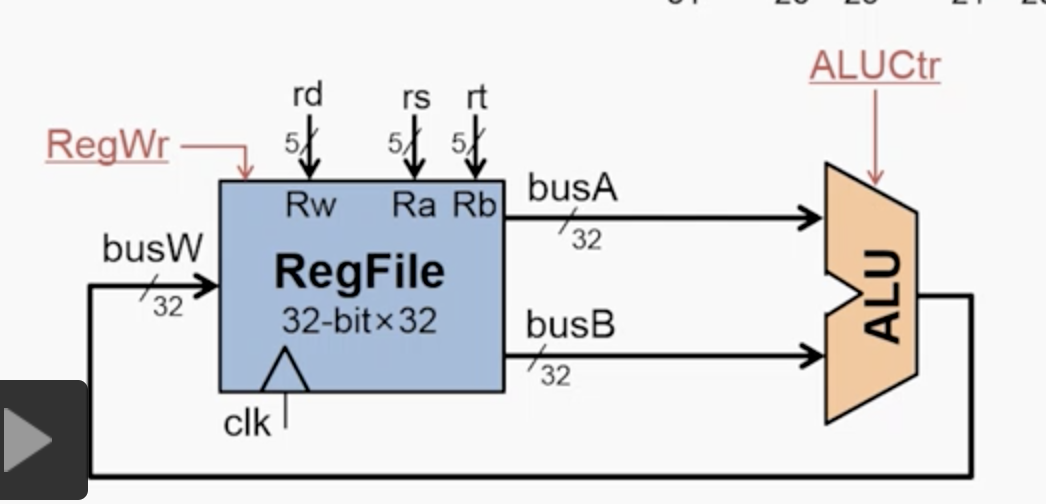 ALUCtr
rd rs rt
5 5 5
RegWr
Rw Ra Rb
busA
32
busW
32
RegFile
32-bit×32
ALU
busB
32
clk